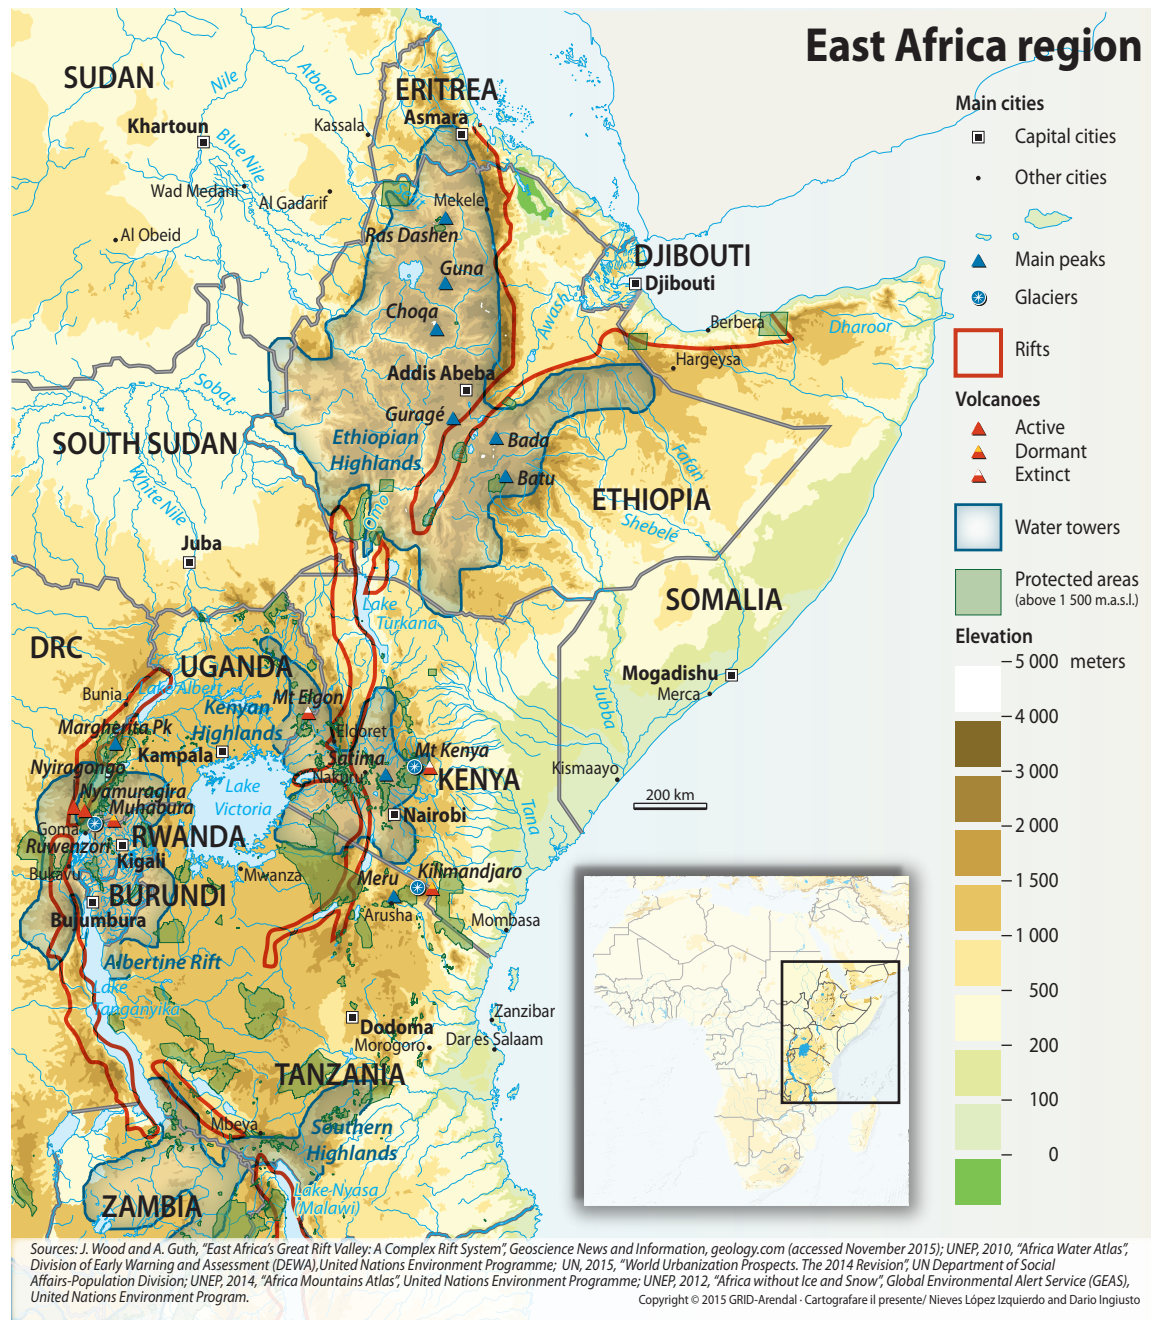 East Africa region
Main cities
Capital cities
Other cities
Main peaks
Glaciers
Rifts
Volcanoes
Active
Dormant
Extinct
Water towers
Protected areas
(above 1 500 m.a.s.l.)
Elevation
5 000 meters
4 000
3 000
2 000
1 500
1 000
500
200
100
0
SUDAN
Nile
Atbara
ERITREA
Asmara
Kassala
Khartoun
Blue Nile
Wad Medani
Al Gadarif
Mekele
Al Obeid
Ras Dashen
DJIBOUTI
Djibouti
Guna
Awash
Choqa
Berbera
Dharoor
Hargeysa
Addis Abeba
Sobat
Guragé
SOUTH SUDAN
Ethiopian
Highlands
Bada
Batu
Fafan
White Nile
Omo
ETHIOPIA
Shebelé
Juba
Lake
Turkana
SOMALIA
DRC
UGANDA
Mogadishu
Merca
Bunia
Lake Albert
Mt Elgon
Kenyan
Highlands
Jubba
Margherita Pk
Eldoret
Kampala
Satima
Mt Kenya
Nyiragongo
Nakuru
KENYA
Kismaayo
200 km
Nyamuragira
Lake
Victoria
Muhabura
Nairobi
Tana
Goma
RWANDA
Ruwenzori
Kigali
Bukavu
Mwanza
Meru
Kilimandjaro
BURUNDI
Bujumbura
Arusha
Mombasa
Albertine Rift
Lake
Tanganyika
Zanzibar
Dodoma
Morogoro
Dar es Salaam
TANZANIA
Mbeya
Southern
Highlands
ZAMBIA
Lake Nyasa
(Malawi)
Sources: J. Wood and A. Guth, “East Africa’s Great Rift Valley: A Complex Rift System”, Geoscience News and Information, geology.com (accessed November 2015); UNEP, 2010, “Africa Water Atlas”,
Division of Early Warning and Assessment (DEWA),United Nations Environment Programme; UN, 2015, “World Urbanization Prospects. The 2014 Revision”, UN Department of Social
Affairs-Population Division; UNEP, 2014, “Africa Mountains Atlas”, United Nations Environment Programme; UNEP, 2012, “Africa without Ice and Snow”, Global Environmental Alert Service (GEAS),
United Nations Environment Program.
Copyright © 2015 GRID-Arendal · Cartografare il presente/ Nieves López Izquierdo and Dario Ingiusto